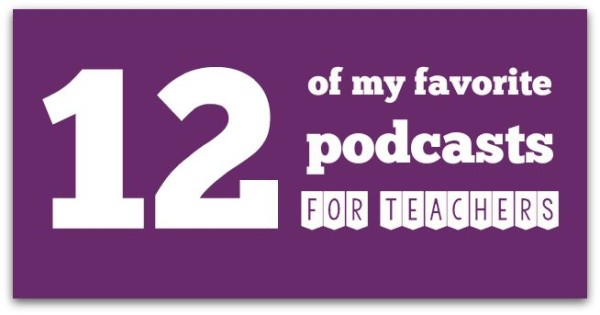 12
of my favorite
podcasts
FOR TEACHERS